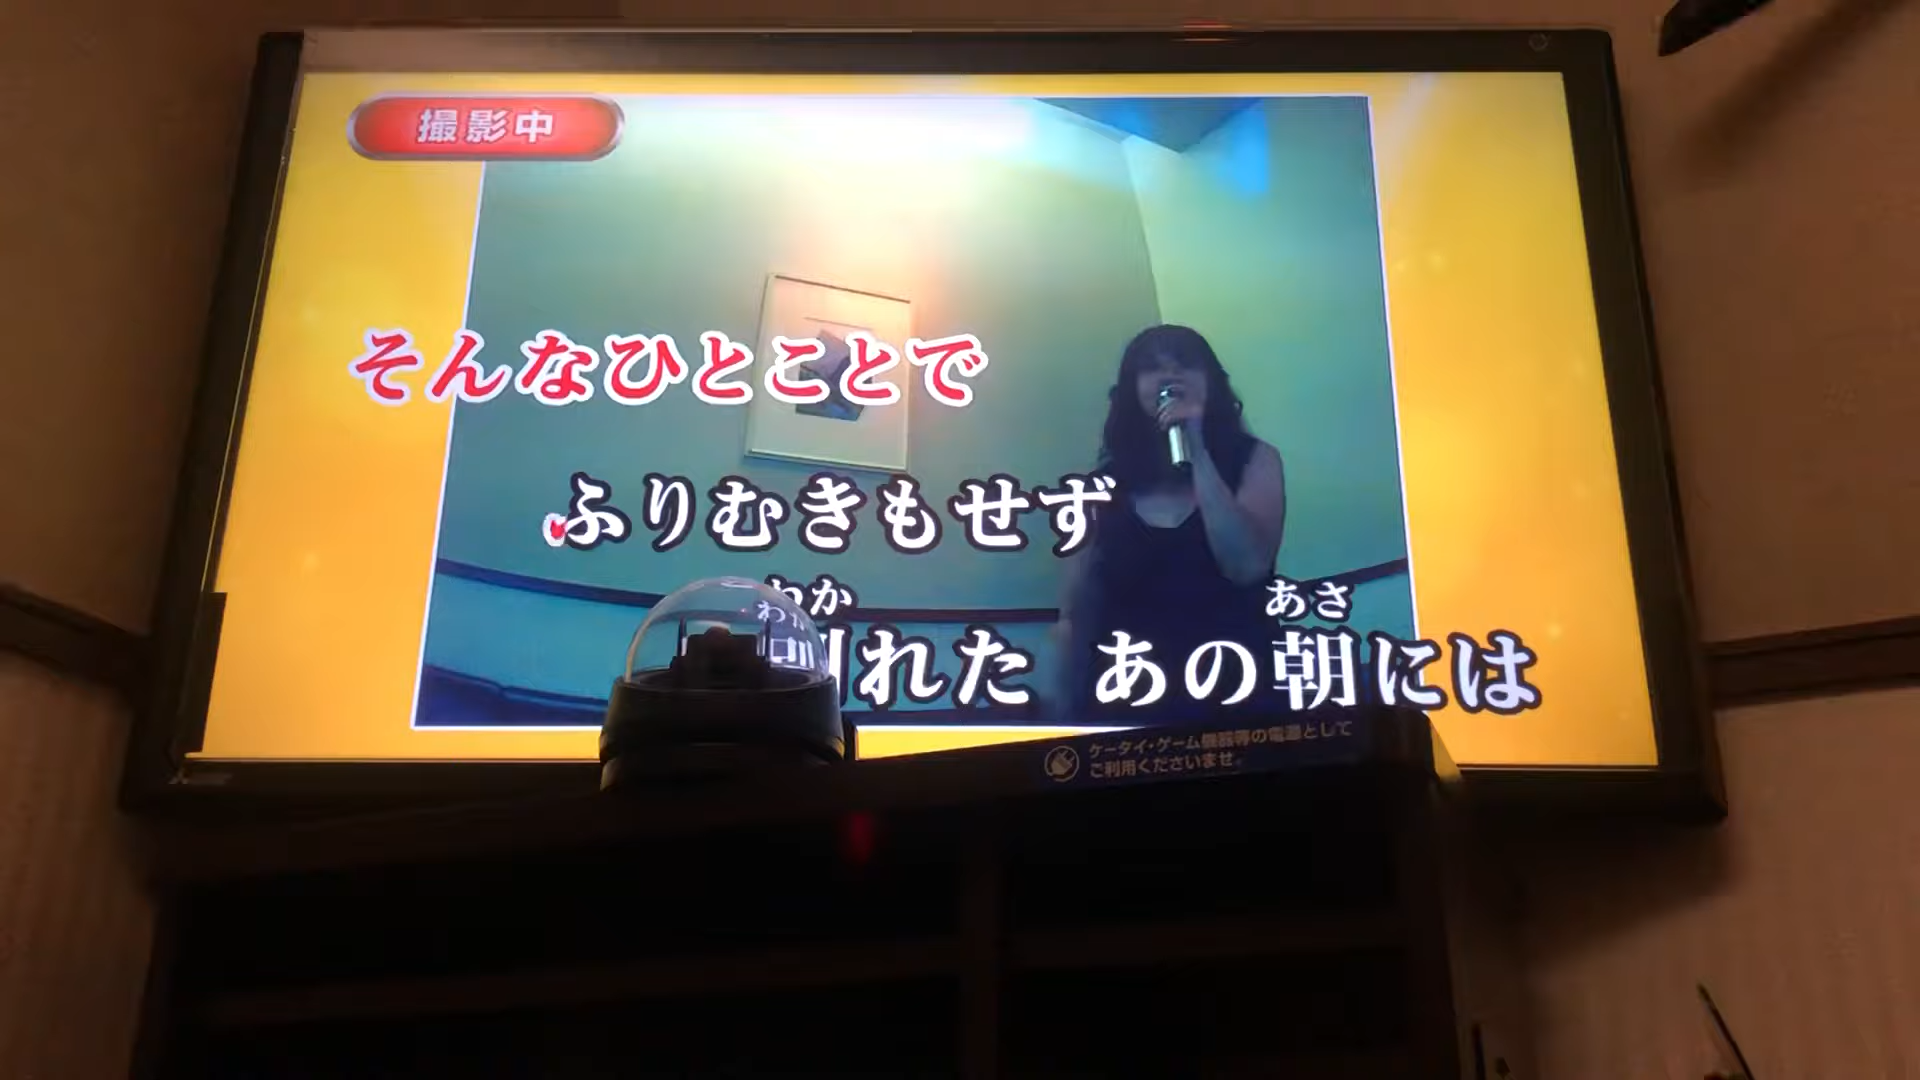 撮影中
そんなひとことで
ふりむきもせず
わか あさ
別れた あの朝には
ケータイ・ゲーム機器等の電源として
ご利用くださいませ。